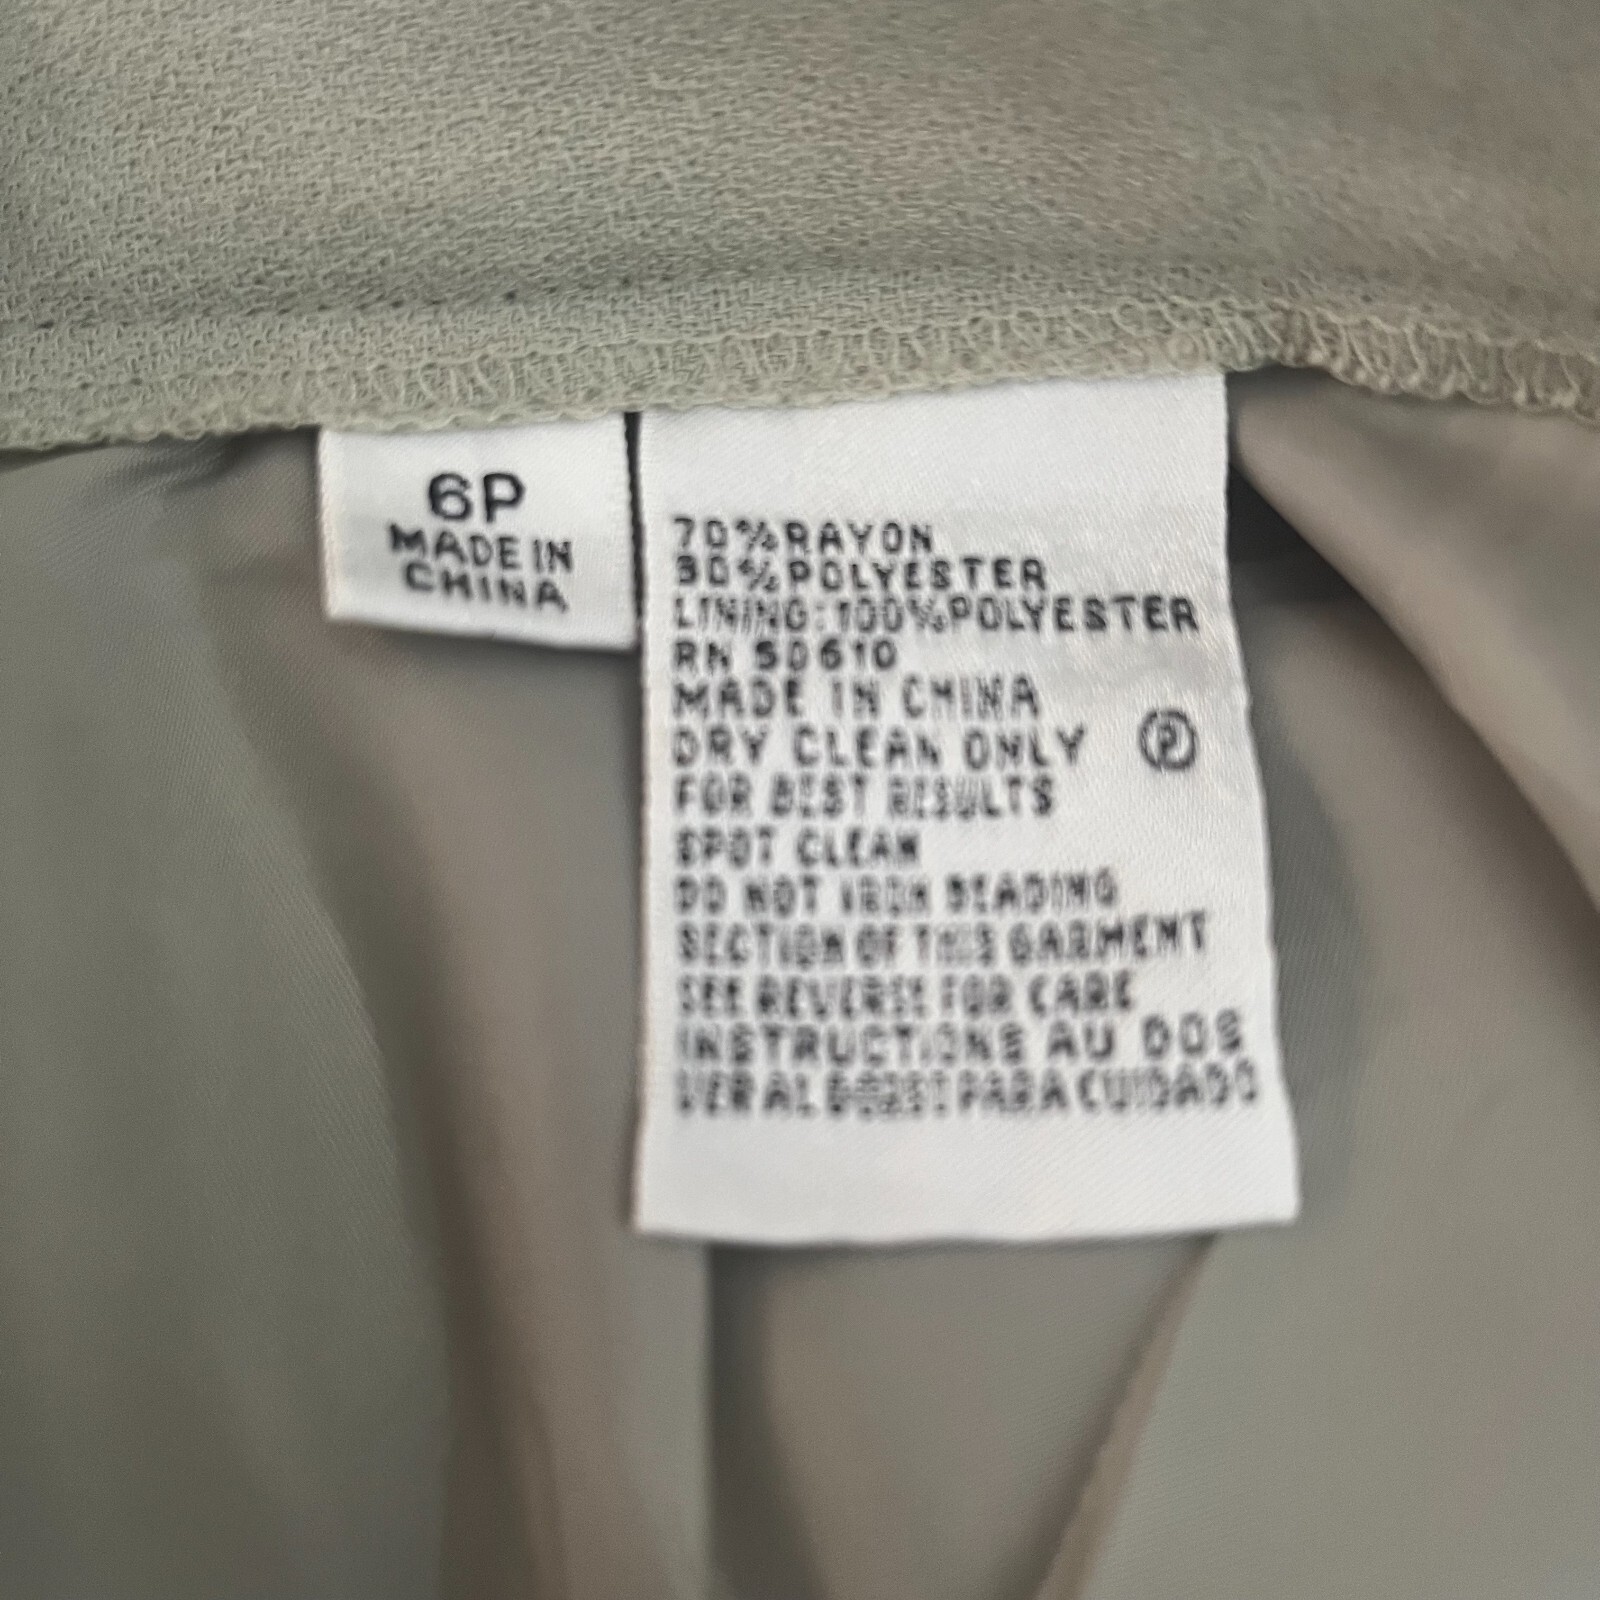 6P
MADE IN
CHINA
70%RAYON
30%POLYESTER
LINING:100%POLYESTER
RN 50610
MADE IN CHINA
DRY CLEAN ONLY Ⓟ
FOR BEST RESULTS
SPOT CLEAN
DO NOT IRON BEADING
SECTION OF THIS GARMENT
SEE REVERSE FOR CARE
INSTRUCTIONS AU DOS
VER AL PARA CUIDADO